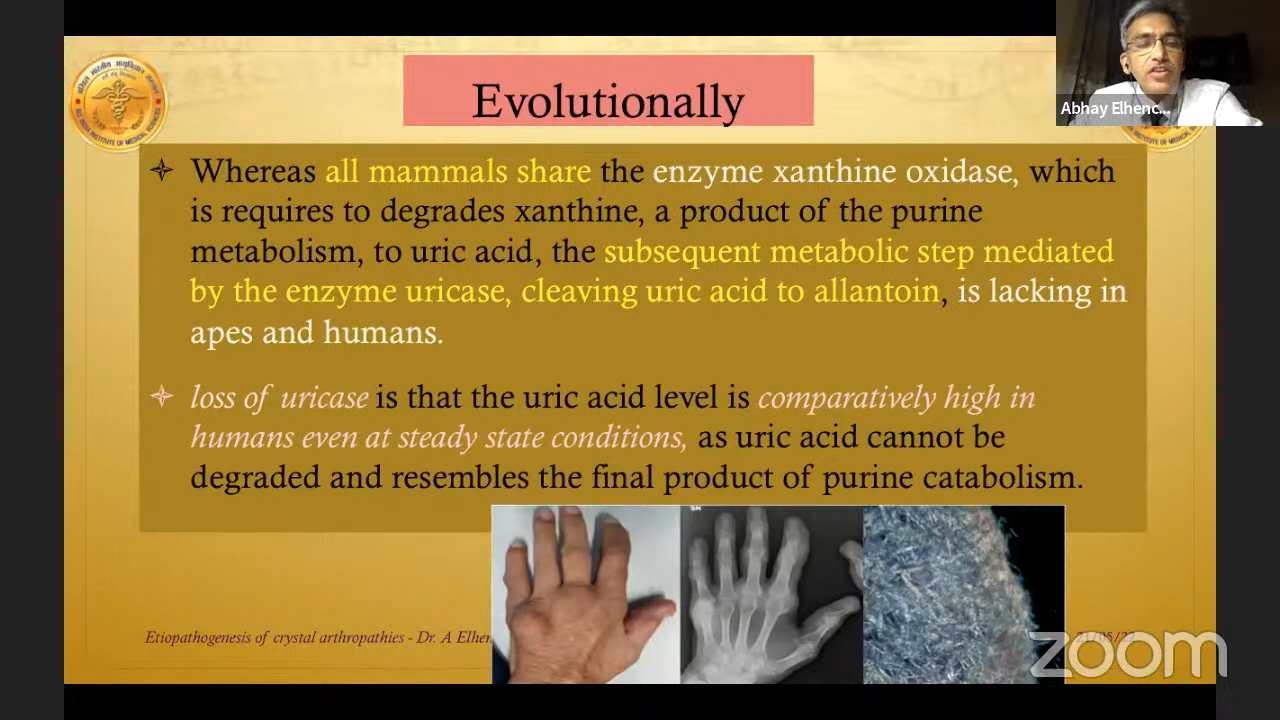 Evolutionally
Abhay Elhenc...
Whereas all mammals share the enzyme xanthine oxidase, which
is requires to degrades xanthine, a product of the purine
metabolism, to uric acid, the subsequent metabolic step mediated
by the enzyme uricase, cleaving uric acid to allantoin, is lacking in
apes and humans.
loss of uricase is that the uric acid level is comparatively high in
humans even at steady state conditions, as uric acid cannot be
degraded and resembles the final product of purine catabolism.
Etiopathogenesis of crystal arthropathies - Dr. A Elhen
zoom